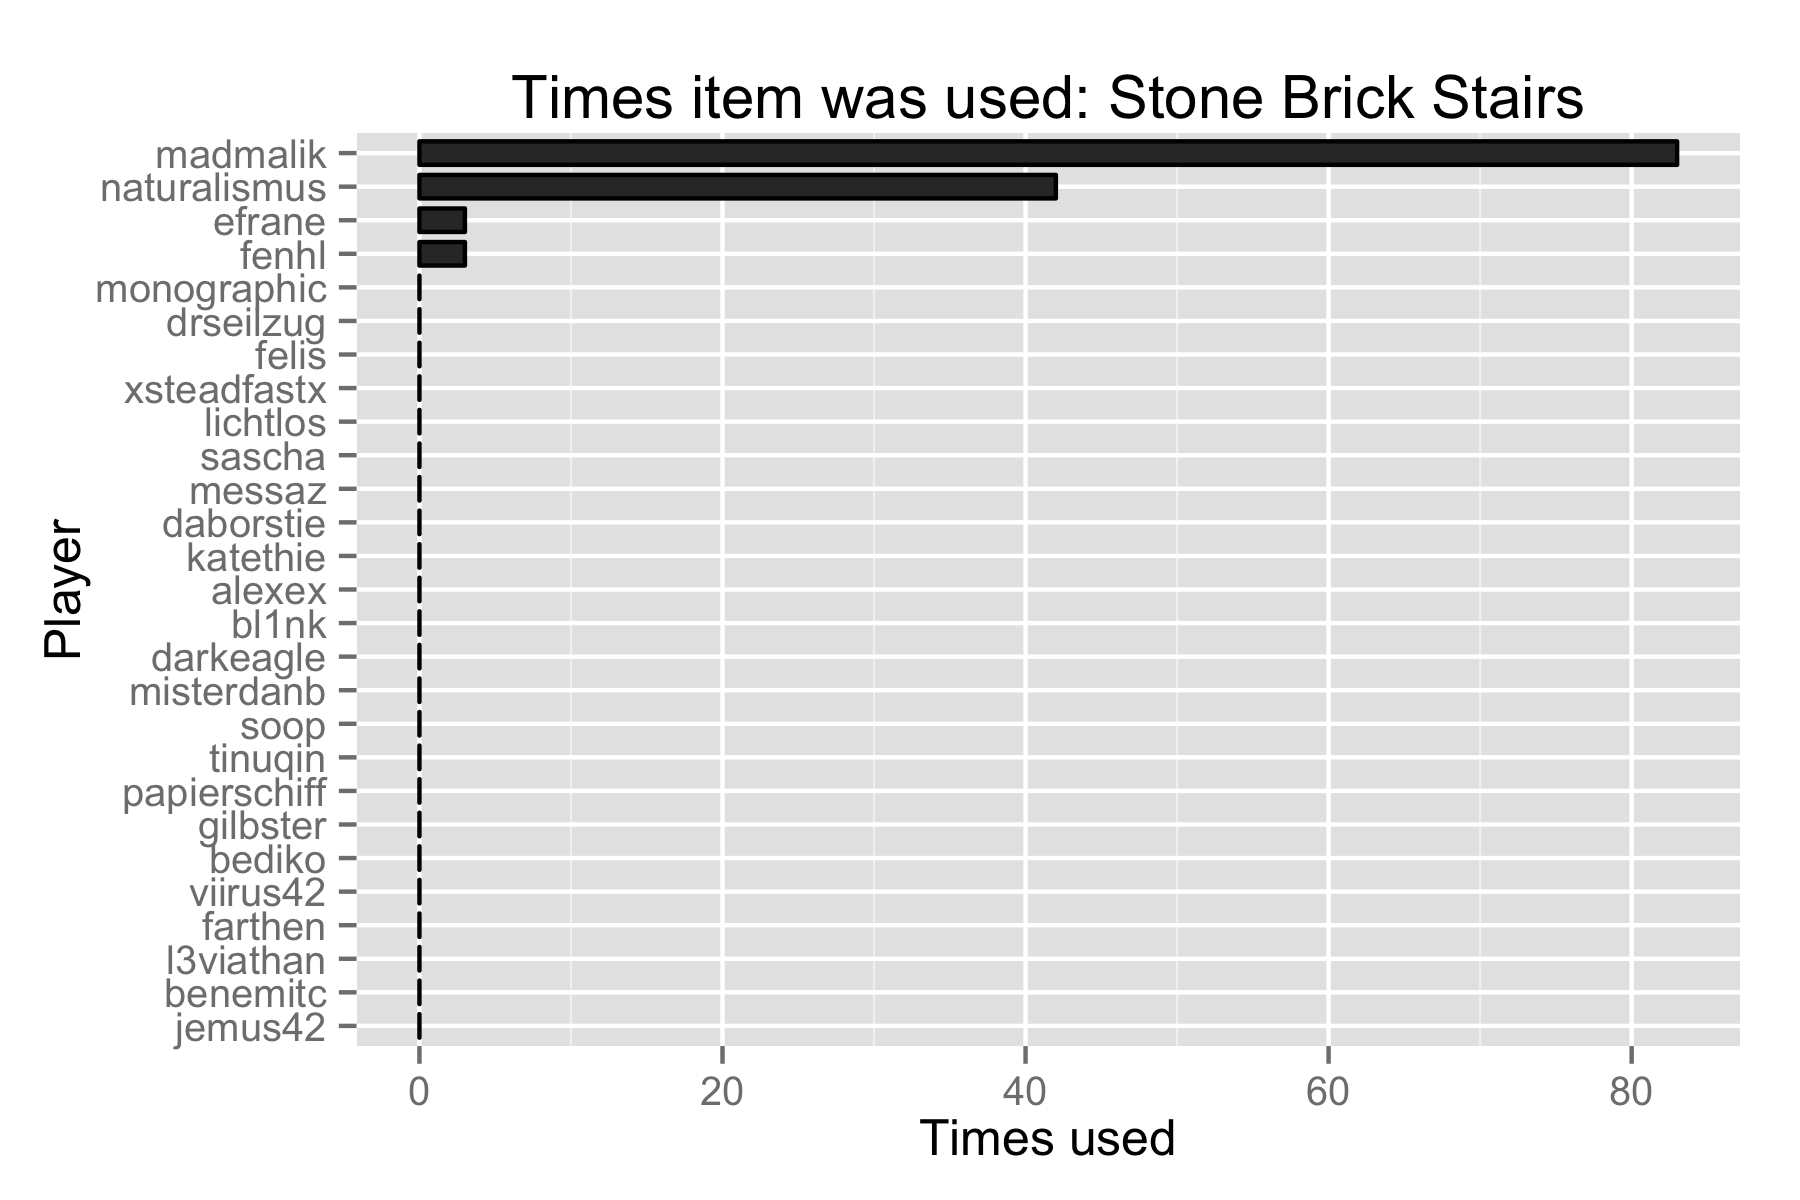 Times item was used: Stone Brick Stairs
madmalik
naturalismus
efrane
fenhl
monographic
drseilzug
felis
xsteadfastx
lichtlos
sascha
messaz
daborstie
katethie
alexex
bl1nk
darkeagle
misterdanb
soop
tinuqin
papierschiff
gilbster
bediko
viirus42
farthen
l3viathan
benemitc
jemus42
Player
0 20 40 60 80
Times used